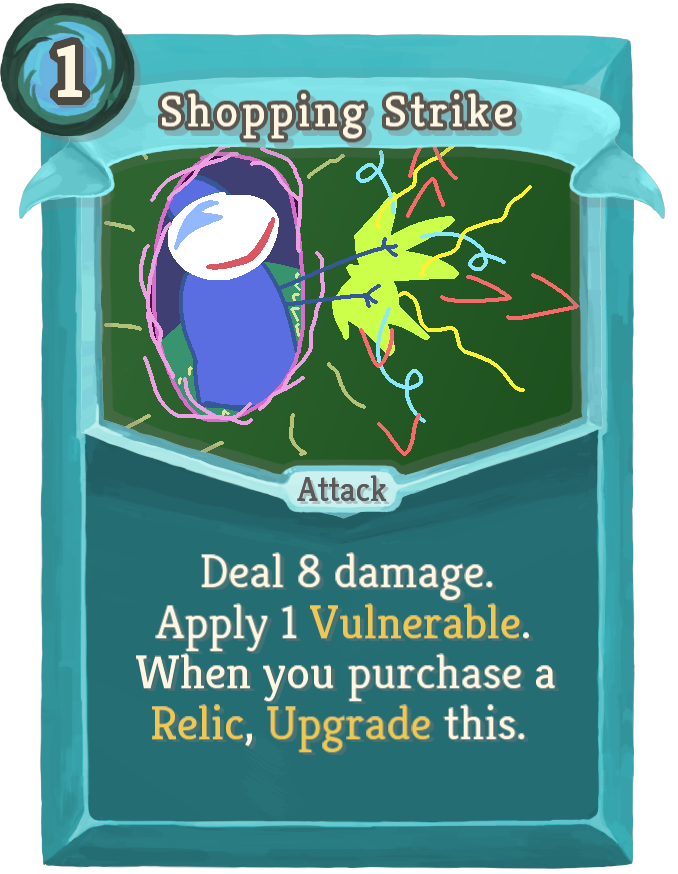 1
Shopping Strike
Attack
Deal 8 damage.
Apply 1 Vulnerable.
When you purchase a
Relic, Upgrade this.